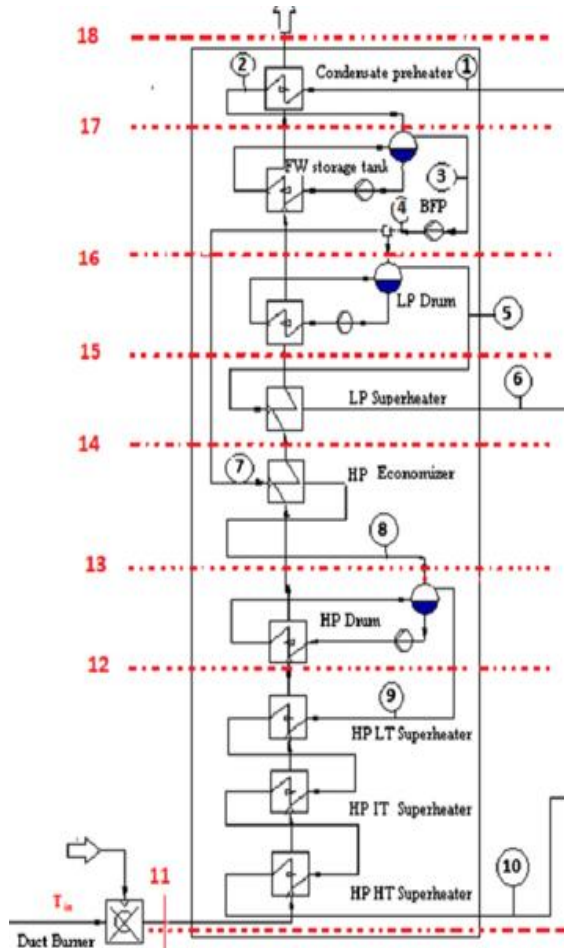 18
2
Condensate preheater
1
17
FW storage tank
3
4
BFP
16
LP Drum
5
15
6
LP Superheater
14
7
HP Economizer
8
13
HP Drum
12
9
HP LT Superheater
HP IT Superheater
11
HP HT Superheater
10
T in
Duct Burner